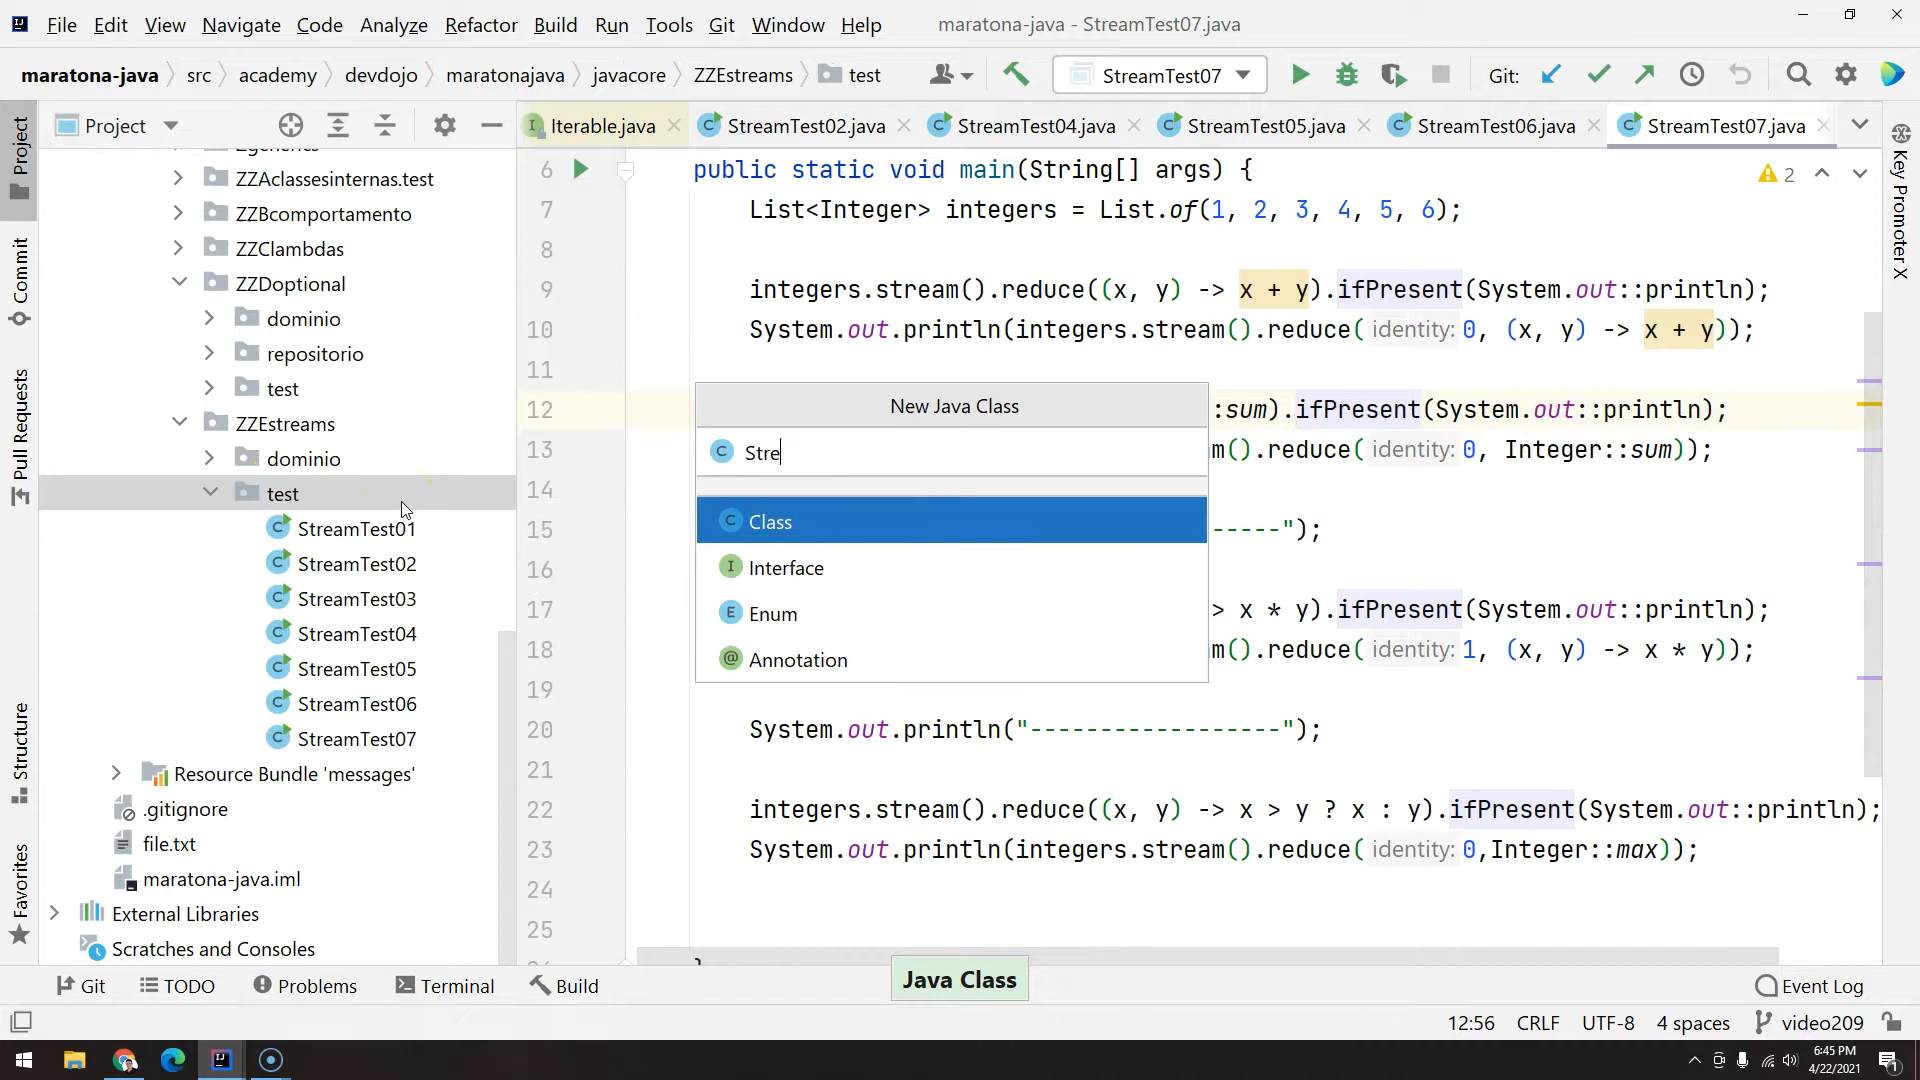 File Edit View Navigate Code Analyze Refactor Build Run Tools Git Window Help maratona-java - StreamTest07.java
maratona-java src academy devdojo maratonajava javacore ZZEstreams test StreamTest07 Git:
Project
Iterable.java StreamTest02.java StreamTest04.java StreamTest05.java StreamTest06.java StreamTest07.java
Project
Commit
Pull Requests
Structure
Favorites
Zgenerics
ZZAclassesinternas.test
ZZBcomportamento
ZZClambdas
ZZDoptional
dominio
repositorio
test
ZZEstreams
dominio
test
StreamTest01
StreamTest02
StreamTest03
StreamTest04
StreamTest05
StreamTest06
StreamTest07
Resource Bundle 'messages'
.gitignore
file.txt
maratona-java.iml
External Libraries
Scratches and Consoles
6 public static void main(String[] args) {
2
7 List<Integer> integers = List.of(1, 2, 3, 4, 5, 6);
8
9 integers.stream().reduce((x, y) -> x + y).ifPresent(System.out::println);
10 System.out.println(integers.stream().reduce( identity: 0, (x, y) -> x + y));
11
12 :sum).ifPresent(System.out::println);
13 m().reduce( identity: 0, Integer::sum));
14
15 -----");
16
17 > x * y).ifPresent(System.out::println);
18 m().reduce( identity: 1, (x, y) -> x * y));
19
20 System.out.println("------------------");
21
22 integers.stream().reduce((x, y) -> x > y ? x : y).ifPresent(System.out::println);
23 System.out.println(integers.stream().reduce( identity: 0,Integer::max));
24
25
}
New Java Class
Stre
Class
Interface
Enum
Annotation
Key Promoter X
Java Class
Git TODO Problems Terminal Build Event Log
12:56 CRLF UTF-8 4 spaces video209
6:45 PM
4/22/2021
1